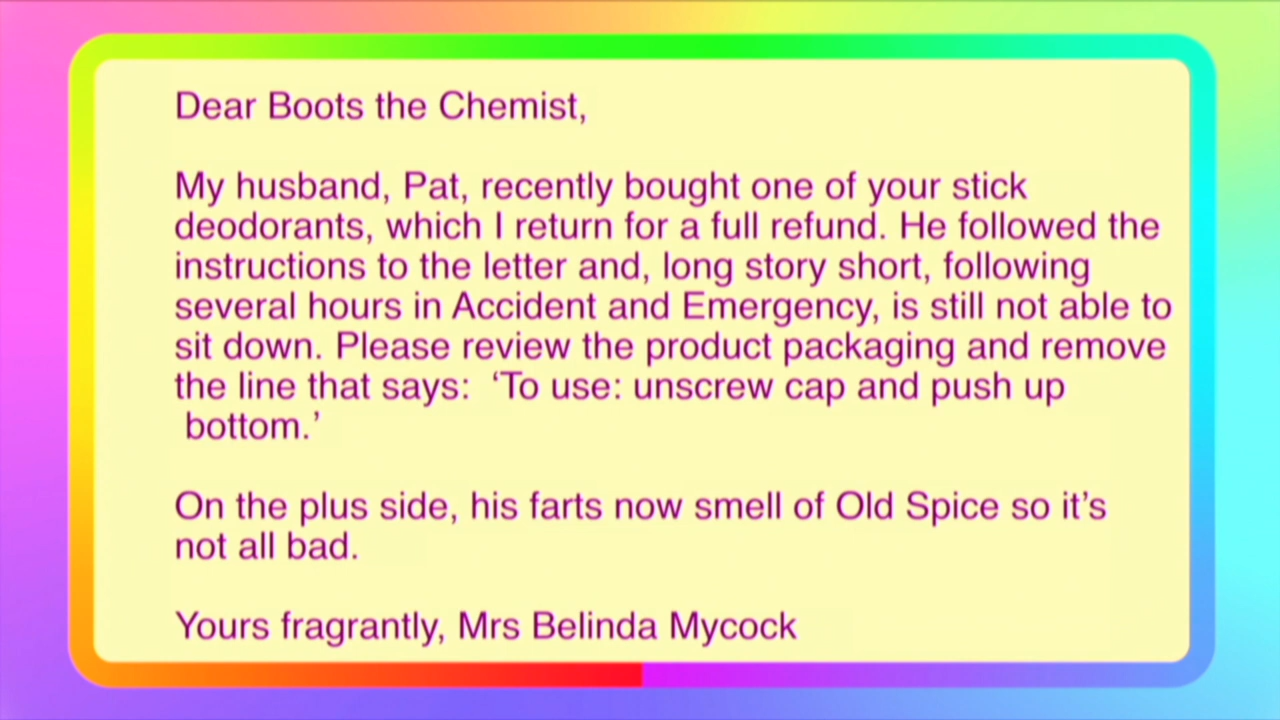 Dear Boots the Chemist,
My husband, Pat, recently bought one of your stick
deodorants, which I return for a full refund. He followed the
instructions to the letter and, long story short, following
several hours in Accident and Emergency, is still not able to
sit down. Please review the product packaging and remove
the line that says:  ‘To use: unscrew cap and push up
bottom.’
On the plus side, his farts now smell of Old Spice so it’s
not all bad.
Yours fragrantly, Mrs Belinda Mycock